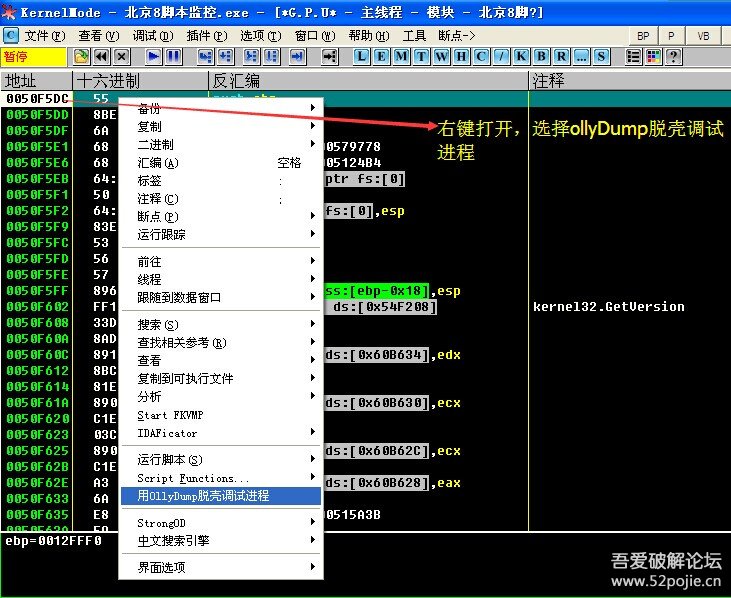 KernelMode - 北京8脚本监控.exe - [*G.P.U* - 主线程 - 模块 - 北京8脚?]
C 文件(F) 查看(V) 调试(D) 插件(P) 选项(T) 窗口(W) 帮助(H) 工具 断点-> BP P VB
暂停 L E M T W H C / K B R ... S ?
地址 十六进制 反汇编 注释
0050F5DC 55
0050F5DD 8BE
0050F5DF 6A
0050F5E1 68 00579778
0050F5E6 68 005124B4
0050F5EB 64: ptr fs:[0]
0050F5F1 50
0050F5F2 64: fs:[0],esp
0050F5F9 83E
0050F5FC 53
0050F5FD 56
0050F5FE 57
0050F5FF 896 ss:[ebp-0x18],esp
0050F602 FF1 ds:[0x54F208] kernel32.GetVersion
0050F608 33D
0050F60A 8AD
0050F60C 891 ds:[0x60B634],edx
0050F612 8BC
0050F614 81E
0050F61A 890 ds:[0x60B630],ecx
0050F620 C1E
0050F623 03C
0050F625 890 ds:[0x60B62C],ecx
0050F62B C1E
0050F62E A3 ds:[0x60B628],eax
0050F633 6A
0050F635 E8 00515A3B
备份
复制
二进制
汇编(A) 空格
标签 :
注释(C) ;
断点(P)
运行跟踪
前往
线程
跟随到数据窗口
搜索(S)
查找相关参考(R)
查看
复制到可执行文件
分析
Start FKVMP
IDAFicator
运行脚本(S)
Script Functions...
用OllyDump脱壳调试进程
StrongOD
中文搜索引擎
界面选项
右键打开，选择ollyDump脱壳调试
进程
ebp=0012FFF0
吾爱破解论坛
www.52pojie.cn